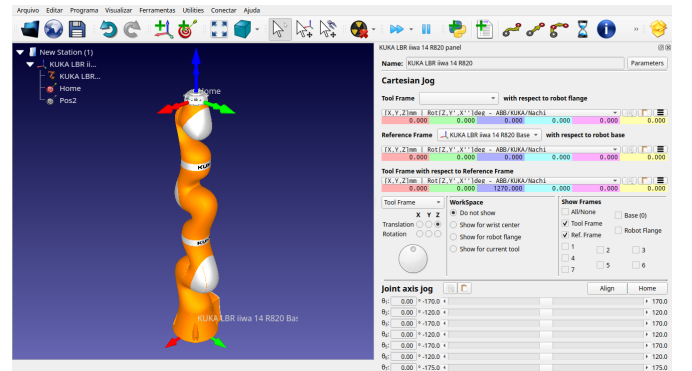 Arquivo Editar Programa Visualizar Ferramentas Utilities Conectar Ajuda
New Station (1)
KUKA LBR ii...
KUKA LBR...
Home
Pos2
Home
KUKA LBR iiwa 14 R820 Bas
KUKA LBR iiwa 14 R820 panel
Name: KUKA LBR iiwa 14 R820 Parameters
Cartesian Jog
Tool Frame with respect to robot flange
[X,Y,Z]mm | Rot[Z,Y',X'']deg - ABB/KUKA/Nachi
0.000 0.000 0.000 0.000 0.000 0.000
Reference Frame KUKA LBR iiwa 14 R820 Base with respect to robot base
[X,Y,Z]mm | Rot[Z,Y',X'']deg - ABB/KUKA/Nachi
0.000 0.000 0.000 0.000 0.000 0.000
Tool Frame with respect to Reference Frame
[X,Y,Z]mm | Rot[Z,Y',X'']deg - ABB/KUKA/Nachi
0.000 0.000 1270.000 0.000 0.000 0.000
Tool Frame WorkSpace Show Frames
X Y Z Do not show All/None Base (0)
Translation Show for wrist center Tool Frame
Rotation Show for robot flange Ref. Frame Robot Flange
Show for current tool 1 2 3
4 5 6
7
Joint axis jog Align Home
θ₁: 0.00 ° -170.0 170.0
θ₂: 0.00 ° -120.0 120.0
θ₃: 0.00 ° -170.0 170.0
θ₄: 0.00 ° -120.0 120.0
θ₅: 0.00 ° -170.0 170.0
θ₆: 0.00 ° -120.0 120.0
θ₇: 0.00 ° -175.0 175.0